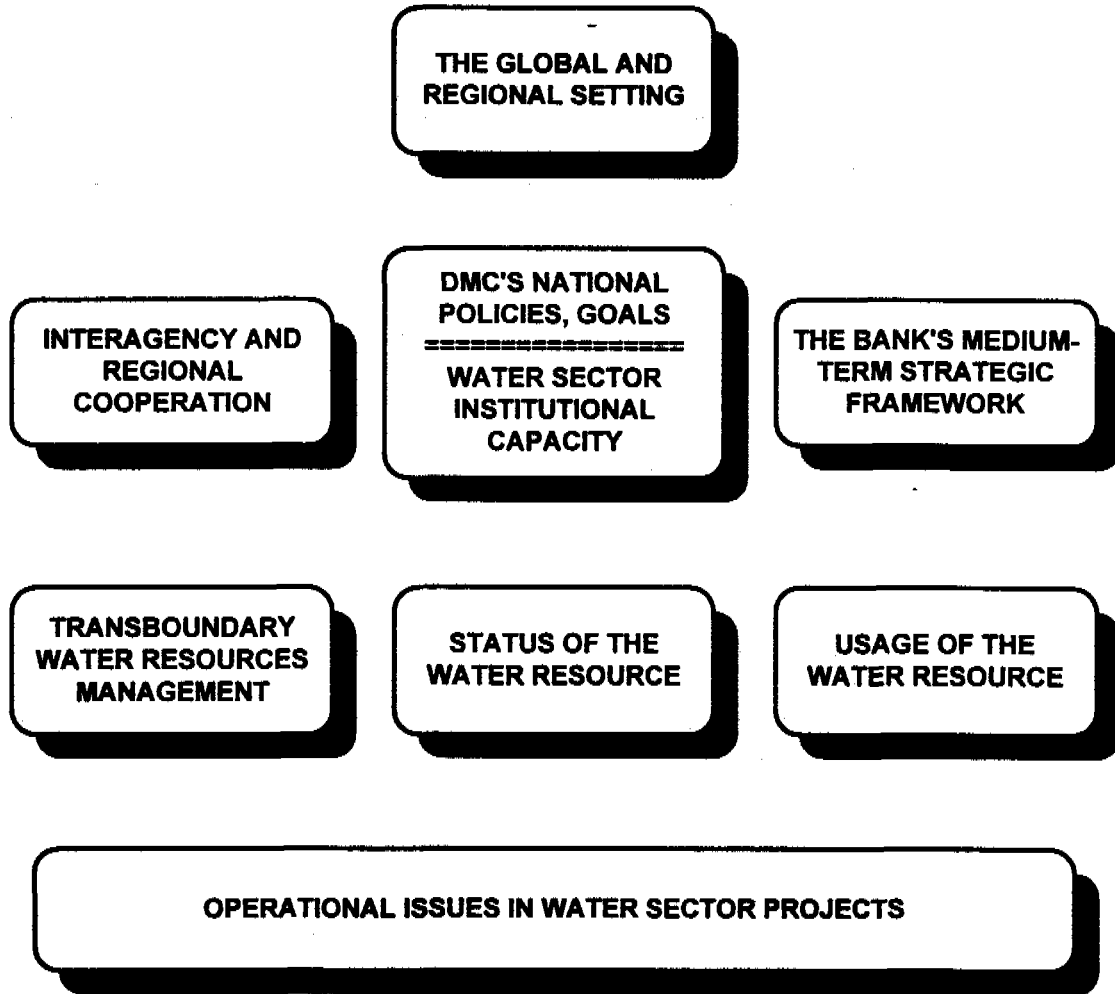 THE GLOBAL AND
REGIONAL SETTING
INTERAGENCY AND
REGIONAL
COOPERATION
DMC'S NATIONAL
POLICIES, GOALS
=================
WATER SECTOR
INSTITUTIONAL
CAPACITY
THE BANK'S MEDIUM-
TERM STRATEGIC
FRAMEWORK
TRANSBOUNDARY
WATER RESOURCES
MANAGEMENT
STATUS OF THE
WATER RESOURCE
USAGE OF THE
WATER RESOURCE
OPERATIONAL ISSUES IN WATER SECTOR PROJECTS